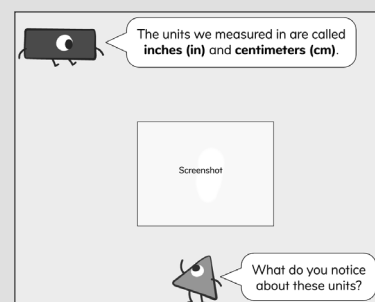 The units we measured in are called
inches (in) and centimeters (cm).
Screenshot
What do you notice
about these units?